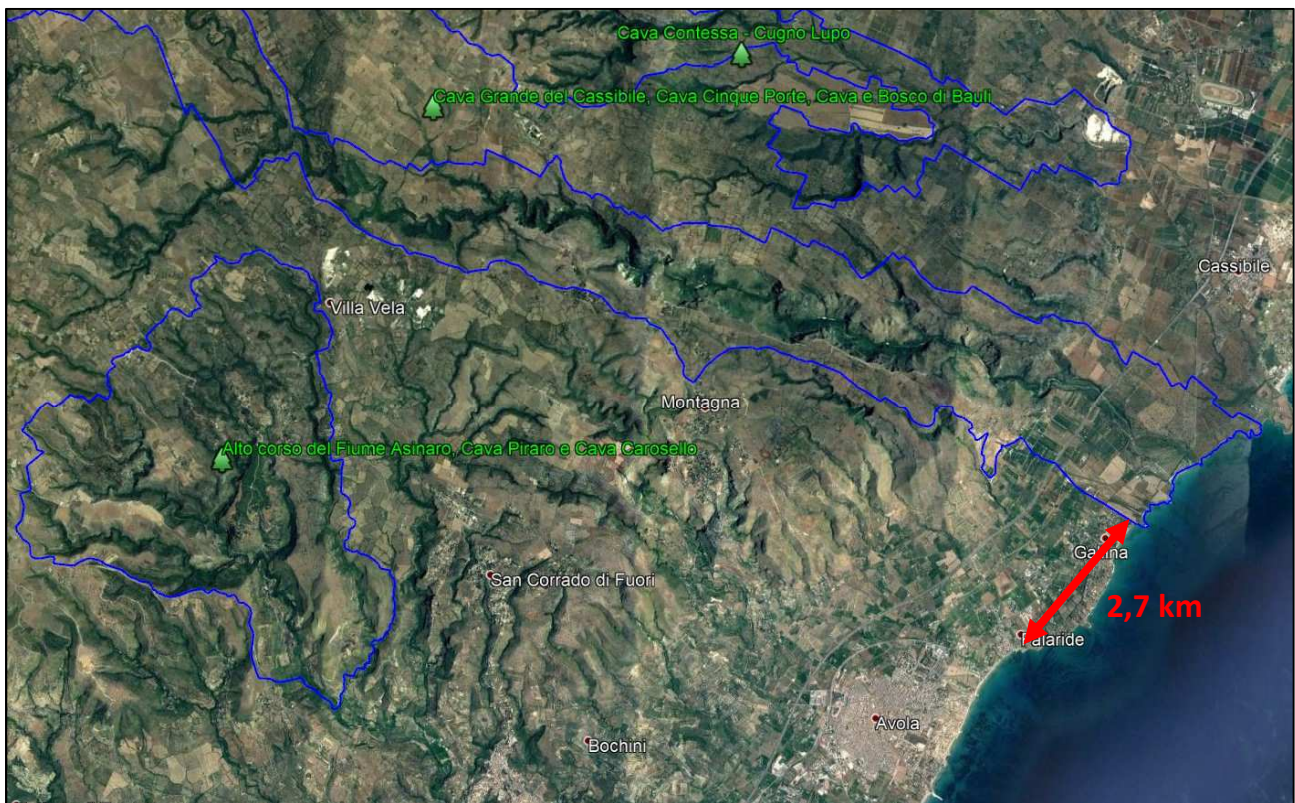 Cava Contessa - Cugno Lupo
Cava Grande del Cassibile, Cava Cinque Porte, Cava e Bosco di Bauli
Cassibile
Villa Vela
Montagna
Alto corso del Fiume Asinaro, Cava Piraro e Cava Carosello
Gallina
San Corrado di Fuori
2,7 km
Falaride
Avola
Bochini